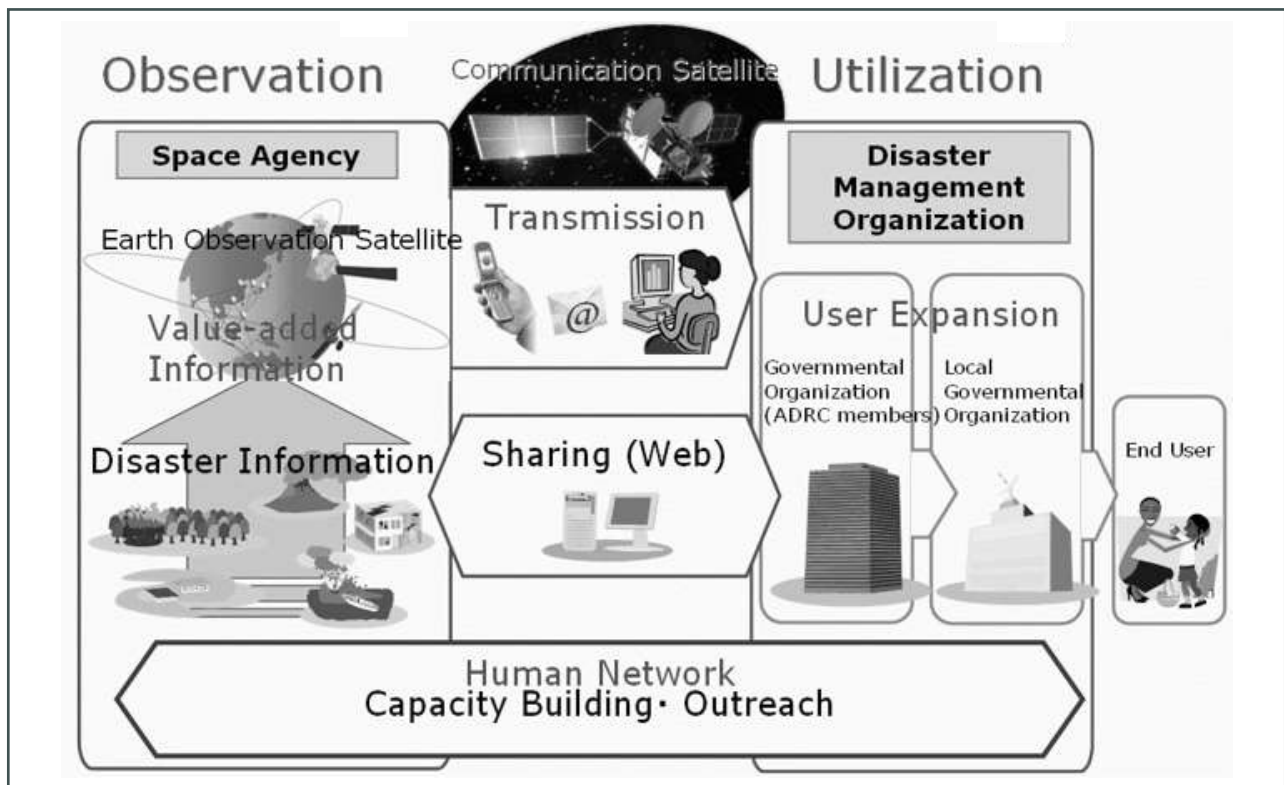 Observation
Communication Satellite
Utilization
Space Agency
Disaster
Management
Organization
Earth Observation Satellite
Value-added
Information
Transmission
@
User Expansion
Governmental
Organization
(ADRC members)
Local
Governmental
Organization
Disaster Information
Sharing (Web)
End User
Human Network
Capacity Building・ Outreach